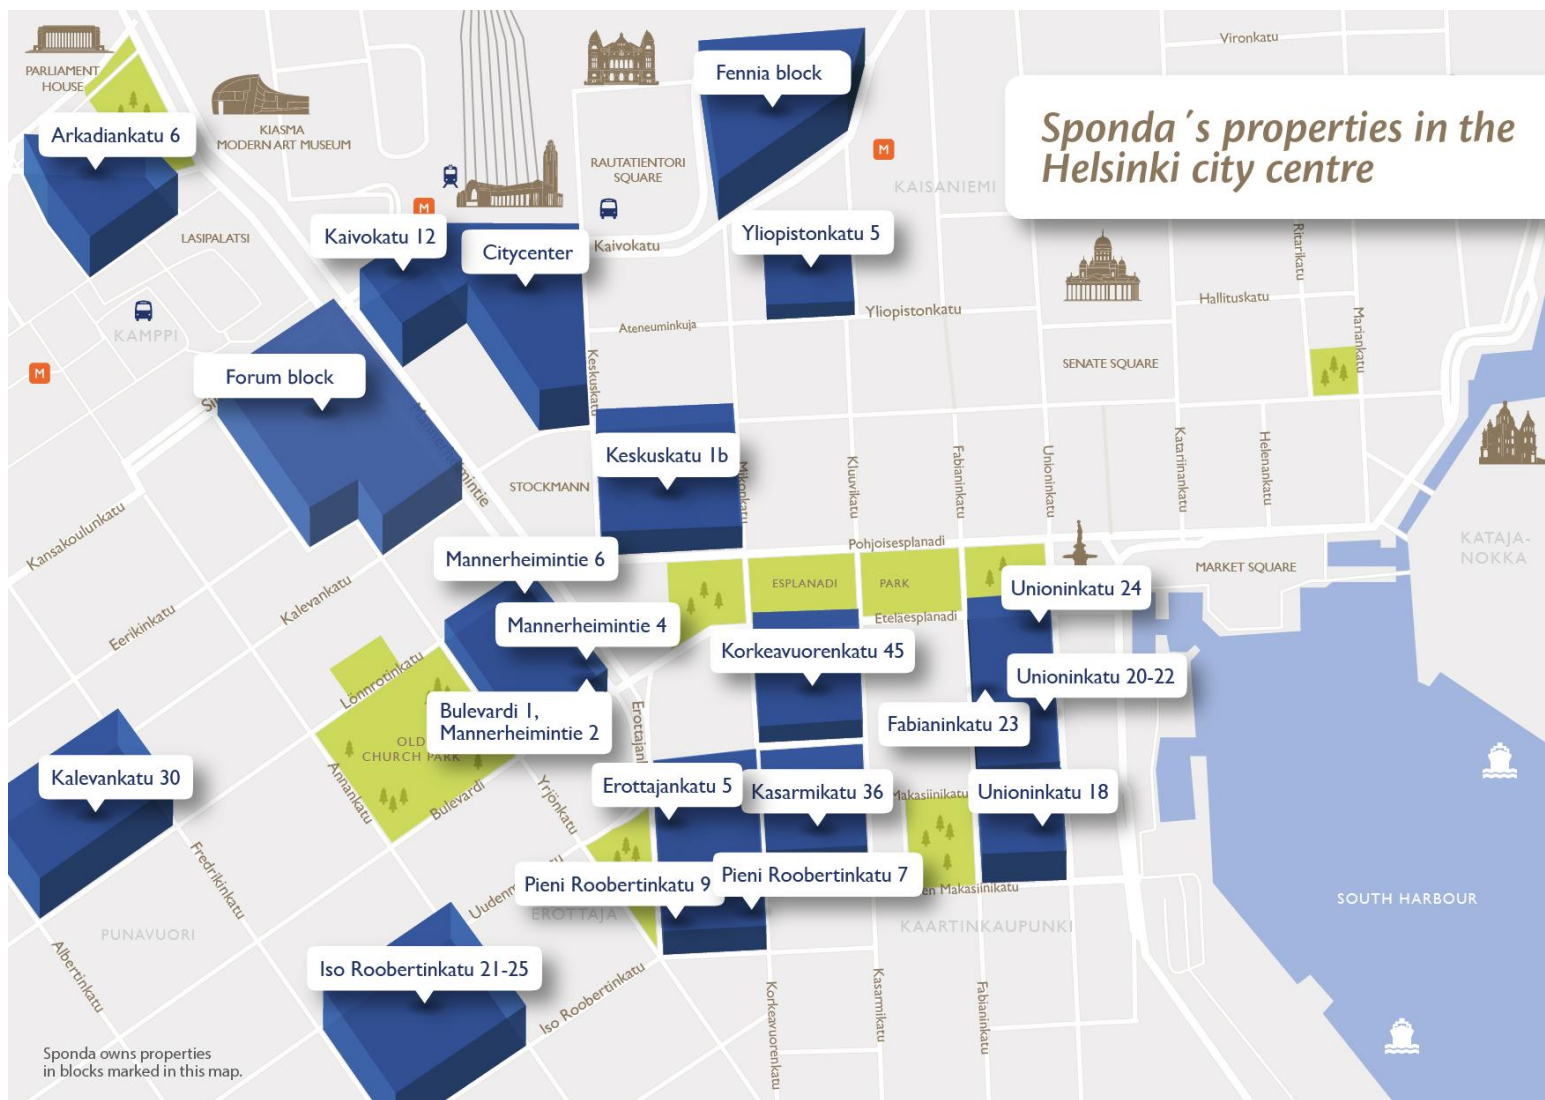 Sponda´s properties in the
Helsinki city centre
PARLIAMENT
HOUSE
Arkadiankatu 6
KIASMA
MODERN ART MUSEUM
LASIPALATSI
KAMPPI
M
M
M
Kaivokatu 12
Citycenter
RAUTATIENTORI
SQUARE
Kaivokatu
Fennia block
Vironkatu
KAISANIEMI
Yliopistonkatu 5
Yliopistonkatu
Ateneuminkuja
Ritarikatu
Hallituskatu
Mariankatu
SENATE SQUARE
Forum block
Mannerheimintie
Keskuskatu
Keskuskatu 1b
STOCKMANN
Mikonkatu
Kluuvikatu
Fabianinkatu
Unioninkatu
Katariinankatu
Helenankatu
KATAJA-
NOKKA
Kansakoulunkatu
Eerikinkatu
Kalevankatu
Lönnrotinkatu
Mannerheimintie 6
Mannerheimintie 4
Bulevardi 1,
Mannerheimintie 2
Pohjoisesplanadi
ESPLANADI
PARK
Eteläesplanadi
MARKET SQUARE
Unioninkatu 24
Korkeavuorenkatu 45
Unioninkatu 20-22
Fabianinkatu 23
OLD
CHURCH PARK
Kalevankatu 30
Annankatu
Bulevardi
Yrjönkatu
Erottajankatu 5
Kasarmikatu 36
Makasiinikatu
Unioninkatu 18
Fredrikinkatu
Pieni Roobertinkatu 9
Pieni Roobertinkatu 7
EROTTAJA
en Makasiinikatu
KAARTINKAUPUNKI
SOUTH HARBOUR
PUNAVUORI
Albertinkatu
Iso Roobertinkatu 21-25
Iso Roobertinkatu
Korkeavuorenkatu
Kasarmikatu
Fabianinkatu
Sponda owns properties
in blocks marked in this map.